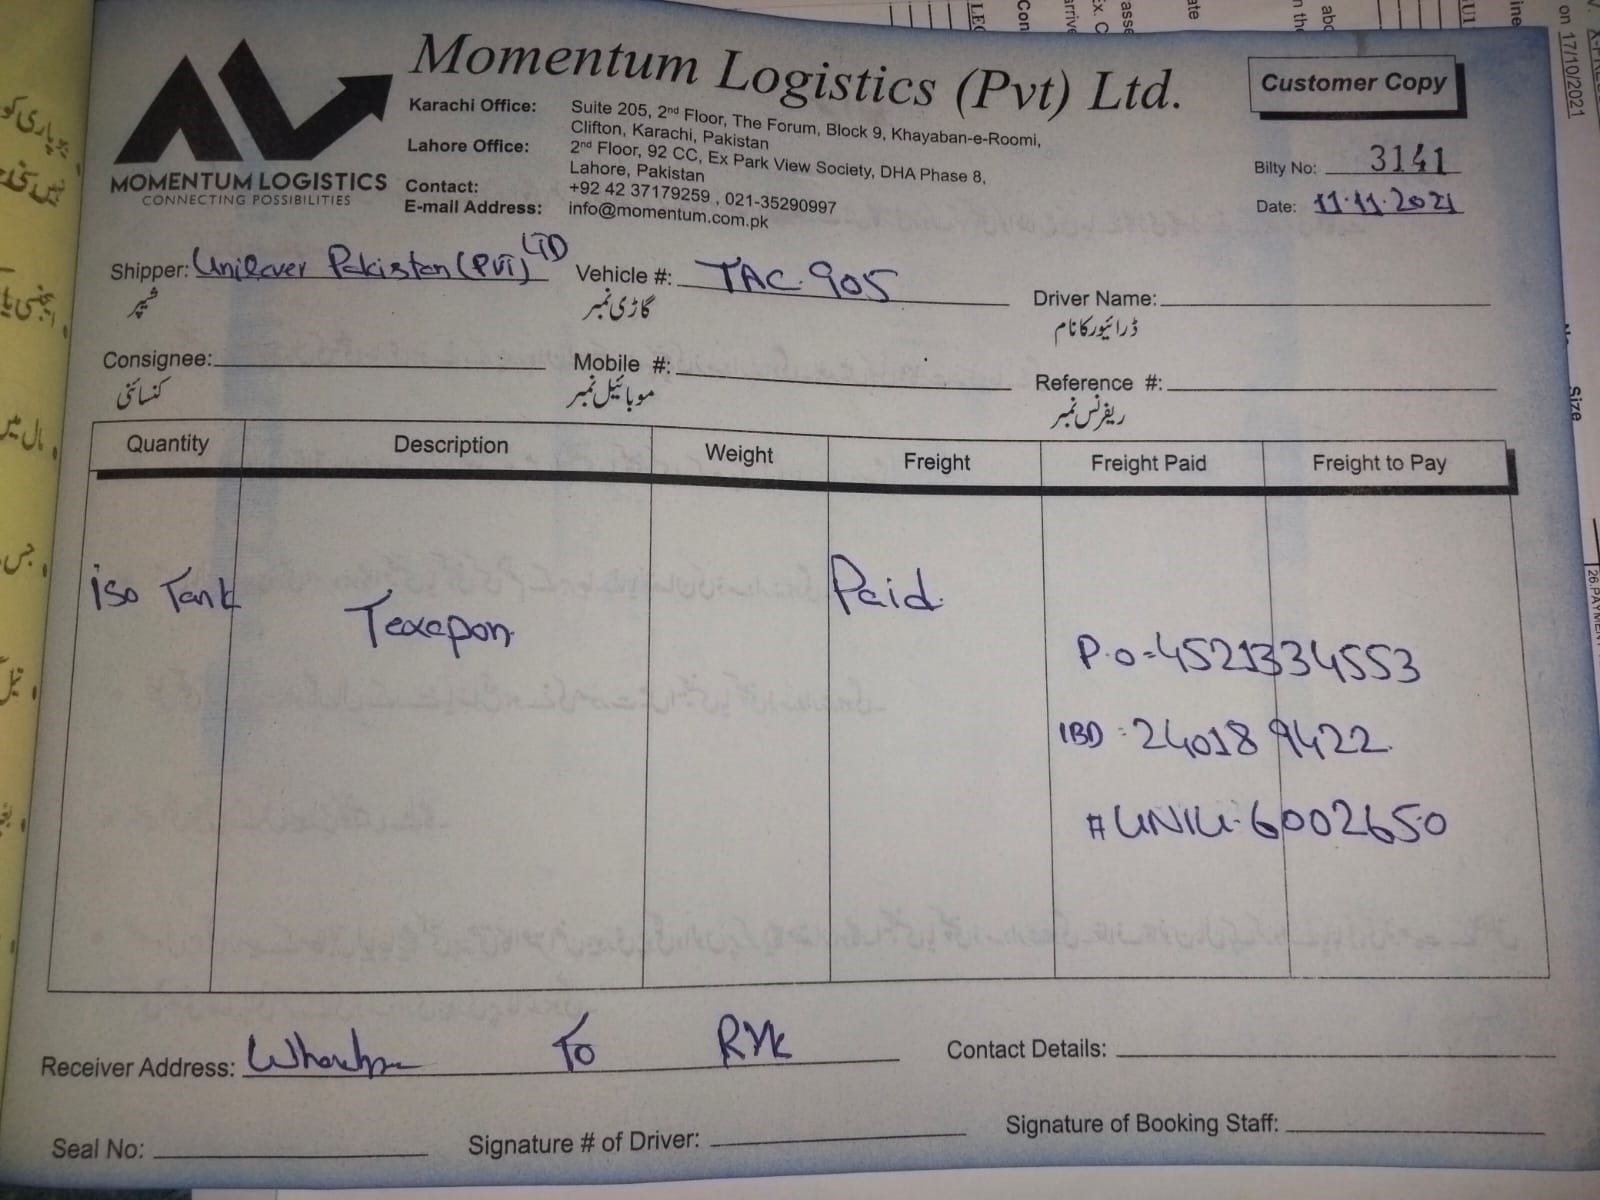 Momentum Logistics (Pvt) Ltd.
Customer Copy
MOMENTUM LOGISTICS
CONNECTING POSSIBILITIES
Karachi Office: Suite 205, 2nd Floor, The Forum, Block 9, Khayaban-e-Roomi,
Clifton, Karachi, Pakistan
Lahore Office: 2nd Floor, 92 CC, Ex Park View Society, DHA Phase 8,
Lahore, Pakistan
Contact: +92 42 37179259 , 021-35290997
E-mail Address: info@momentum.com.pk
Bilty No: 3141
Date: 11.11.2021
Shipper: Unilever Pakistan (PVT) LTD Vehicle #: TAC-905 Driver Name:
شپر گاڑی نمبر ڈرائیور کا نام
Consignee: Mobile #: Reference #:
کنسائنی موبائیل نمبر ریفرنس نمبر
Quantity Description Weight Freight Freight Paid Freight to Pay
iso Tank Texapon Paid
P.O=4521334553
IBD = 240189422
# UNIU-6002650
Receiver Address: To RYK Contact Details:
Seal No: Signature # of Driver: Signature of Booking Staff:
on 17/10/2021
Size